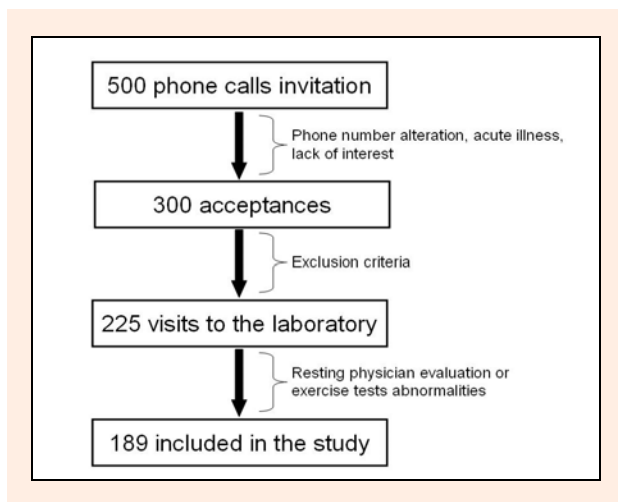 500 phone calls invitation
Phone number alteration, acute illness,
lack of interest
300 acceptances
Exclusion criteria
225 visits to the laboratory
Resting physician evaluation or
exercise tests abnormalities
189 included in the study